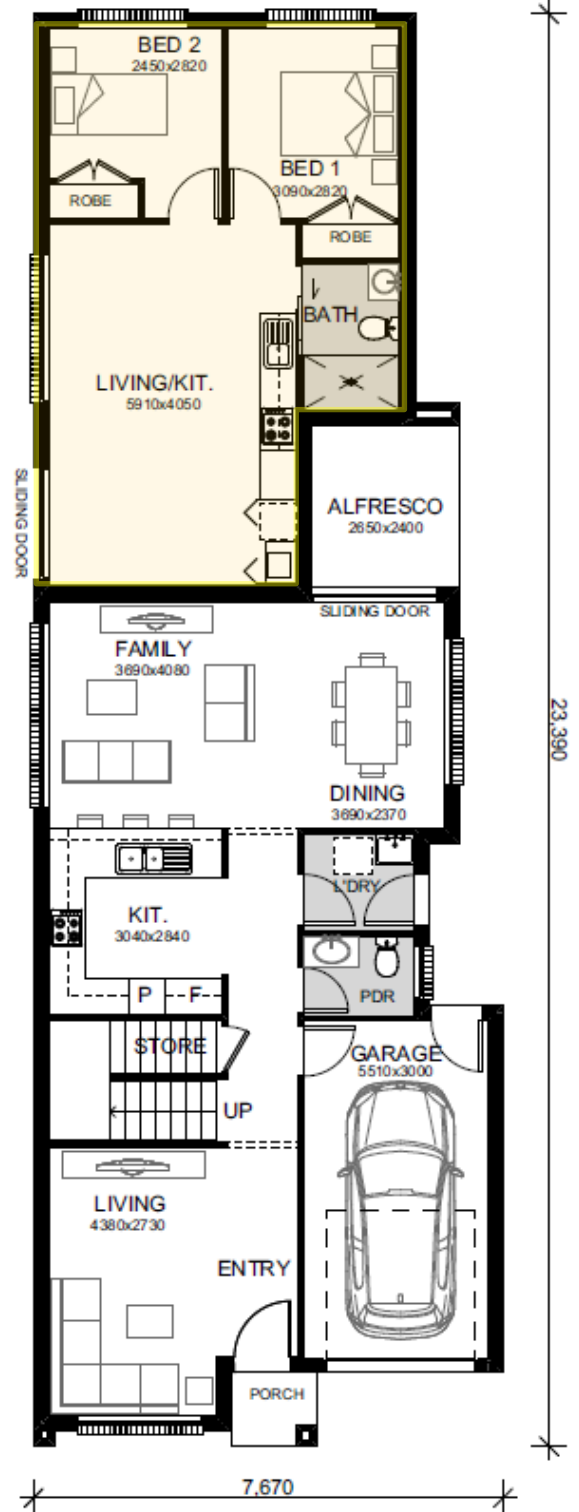 BED 2
2450x2820
BED 1
3090x2820
ROBE
ROBE
BATH
LIVING/KIT.
5910x4050
SLIDING DOOR
ALFRESCO
2650x2400
SLIDING DOOR
FAMILY
3690x4080
23,390
DINING
3690x2370
L'DRY
KIT.
3040x2840
P
F
PDR
STORE
GARAGE
5510x3000
UP
LIVING
4380x2730
ENTRY
PORCH
7,670